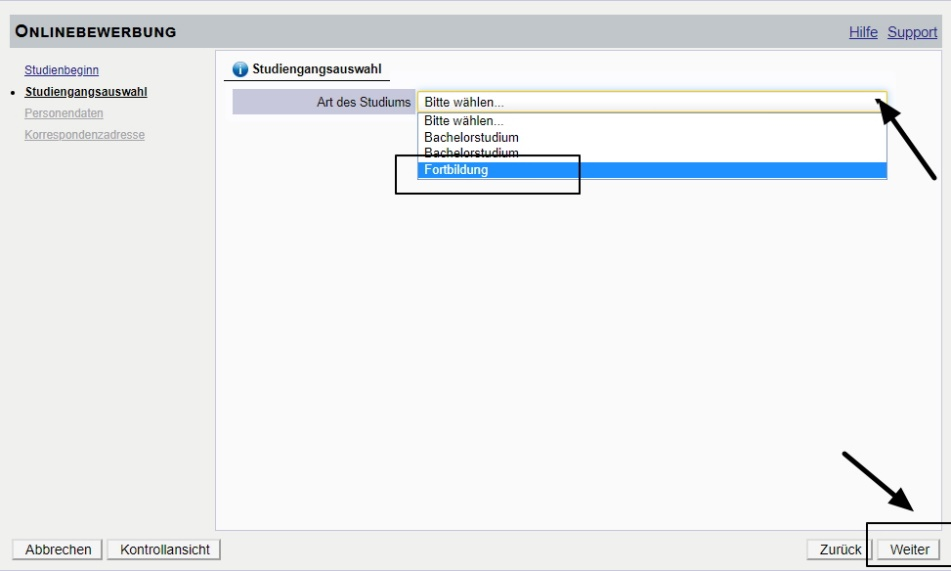 ONLINEBEWERBUNG
Hilfe Support
Studienbeginn
Studiengangsauswahl
Personendaten
Korrespondenzadresse
Studiengangsauswahl
Art des Studiums Bitte wählen...
Bitte wählen...
Bachelorstudium
Bachelorstudium
Fortbildung
Abbrechen Kontrollansicht Zurück Weiter